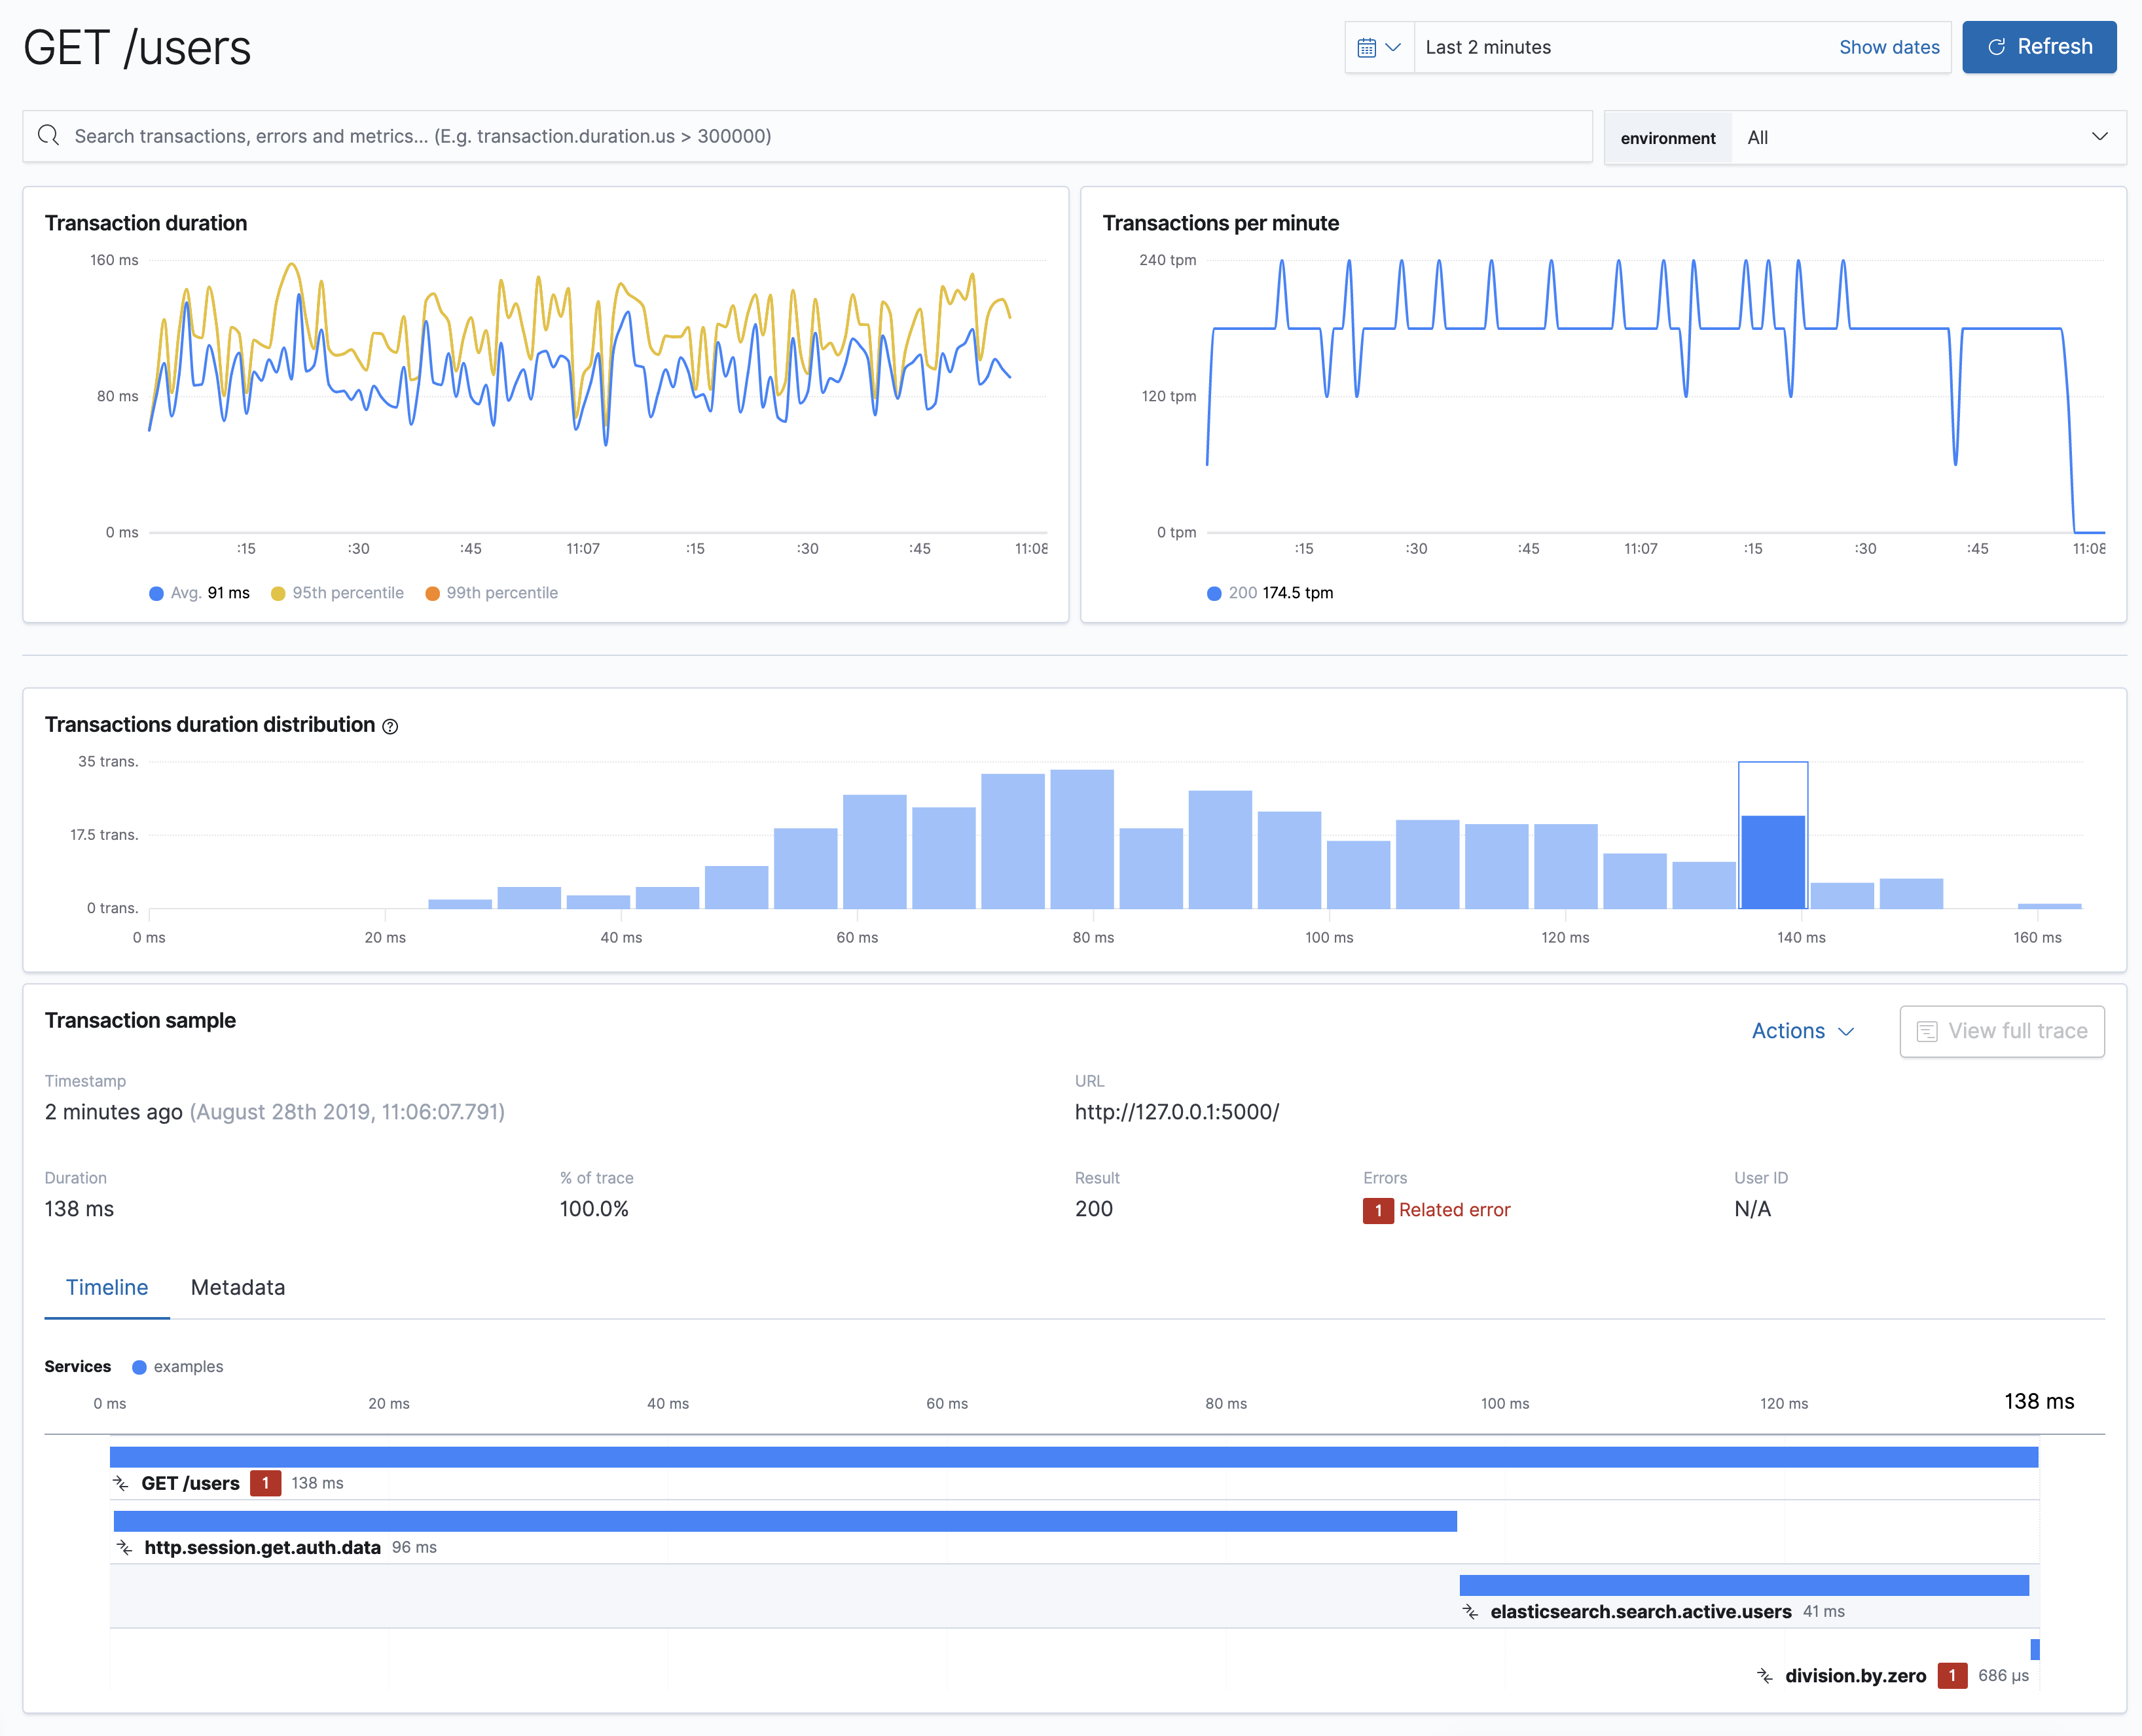 GET /users
Last 2 minutes Show dates Refresh
Search transactions, errors and metrics... (E.g. transaction.duration.us > 300000)
environment All
Transaction duration
160 ms
80 ms
0 ms
:15 :30 :45 11:07 :15 :30 :45 11:08
Avg. 91 ms 95th percentile 99th percentile
Transactions per minute
240 tpm
120 tpm
0 tpm
:15 :30 :45 11:07 :15 :30 :45 11:08
200 174.5 tpm
Transactions duration distribution
35 trans.
17.5 trans.
0 trans.
0 ms 20 ms 40 ms 60 ms 80 ms 100 ms 120 ms 140 ms 160 ms
Transaction sample
Actions View full trace
Timestamp
2 minutes ago (August 28th 2019, 11:06:07.791)
URL
http://127.0.0.1:5000/
Duration
138 ms
% of trace
100.0%
Result
200
Errors
1 Related error
User ID
N/A
Timeline Metadata
Services examples
0 ms 20 ms 40 ms 60 ms 80 ms 100 ms 120 ms 138 ms
GET /users 1 138 ms
http.session.get.auth.data 96 ms
elasticsearch.search.active.users 41 ms
division.by.zero 1 686 μs